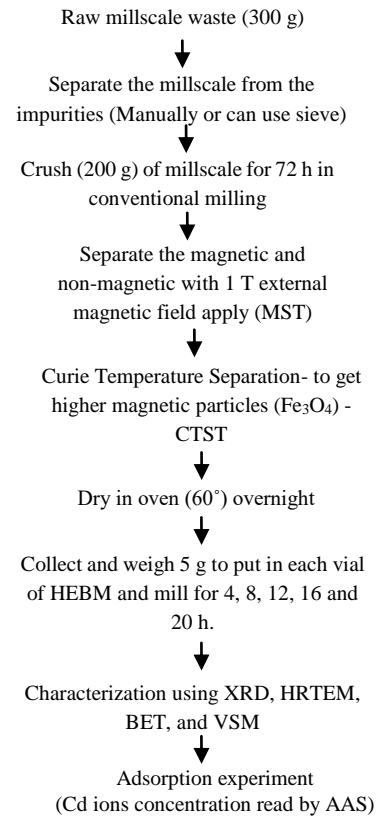 Raw millscale waste (300 g)
Separate the millscale from the
impurities (Manually or can use sieve)
Crush (200 g) of millscale for 72 h in
conventional milling
Separate the magnetic and
non-magnetic with 1 T external
magnetic field apply (MST)
Curie Temperature Separation- to get
higher magnetic particles (Fe₃O₄) -
CTST
Dry in oven (60˚) overnight
Collect and weigh 5 g to put in each vial
of HEBM and mill for 4, 8, 12, 16 and
20 h.
Characterization using XRD, HRTEM,
BET, and VSM
Adsorption experiment
(Cd ions concentration read by AAS)